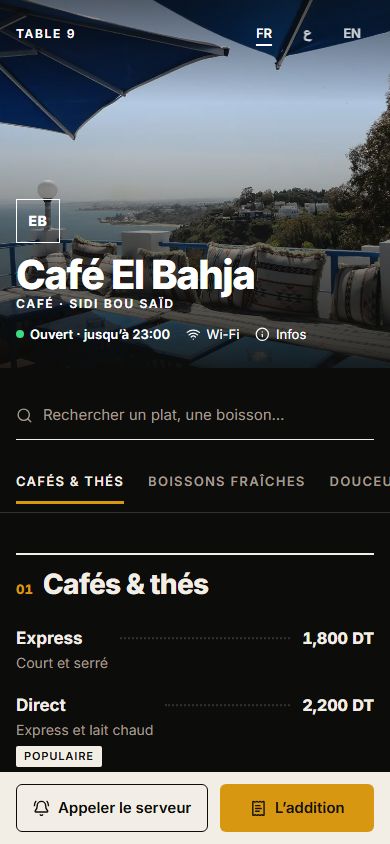 TABLE 9
FR ع EN
EB
Café El Bahja
CAFÉ · SIDI BOU SAÏD
Ouvert · jusqu’à 23:00 Wi-Fi Infos
Rechercher un plat, une boisson…
CAFÉS & THÉS BOISSONS FRAÎCHES DOUCEU
01 Cafés & thés
Express 1,800 DT
Court et serré
Direct 2,200 DT
Express et lait chaud
POPULAIRE
Appeler le serveur L’addition